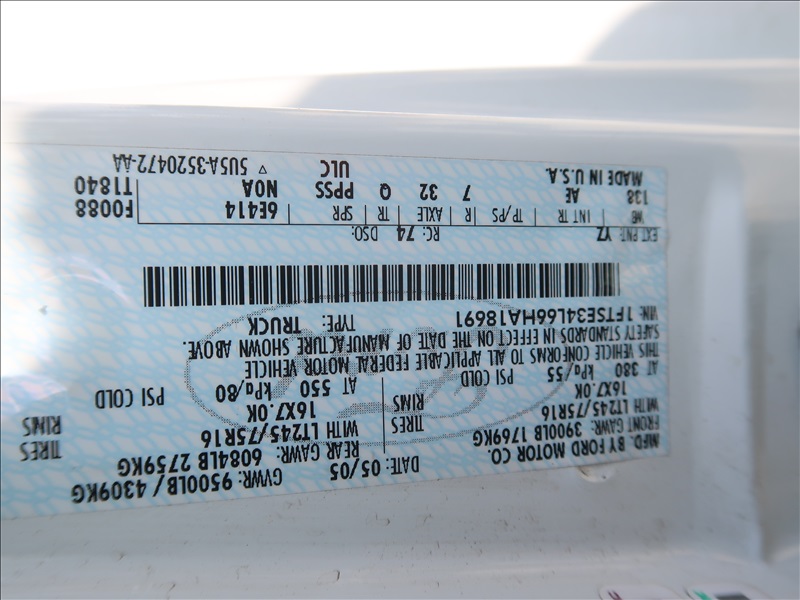 MFD. BY FORD MOTOR CO.
DATE: 05/05 GVWR: 9500LB / 4309KG
FRONT GAWR: 3900LB 1769KG REAR GAWR: 6084LB 2759KG
WITH LT245/75R16 TIRES WITH LT245/75R16 TIRES
16X7.0K RIMS 16X7.0K RIMS
AT 380 kPa/55 PSI COLD AT 550 kPa/80 PSI COLD
THIS VEHICLE CONFORMS TO ALL APPLICABLE FEDERAL MOTOR VEHICLE
SAFETY STANDARDS IN EFFECT ON THE DATE OF MANUFACTURE SHOWN ABOVE.
VIN: 1FTSE34L66HA18691 TYPE: TRUCK
EXT PNT: YZ RC: 74 DSO:
WB INT TR TP/PS R AXLE TR SPR 6E414 F0088
138 AE 7 32 Q PPSS NOA T1840
MADE IN U.S.A. ULC ▽ 5U5A-3520472-AA